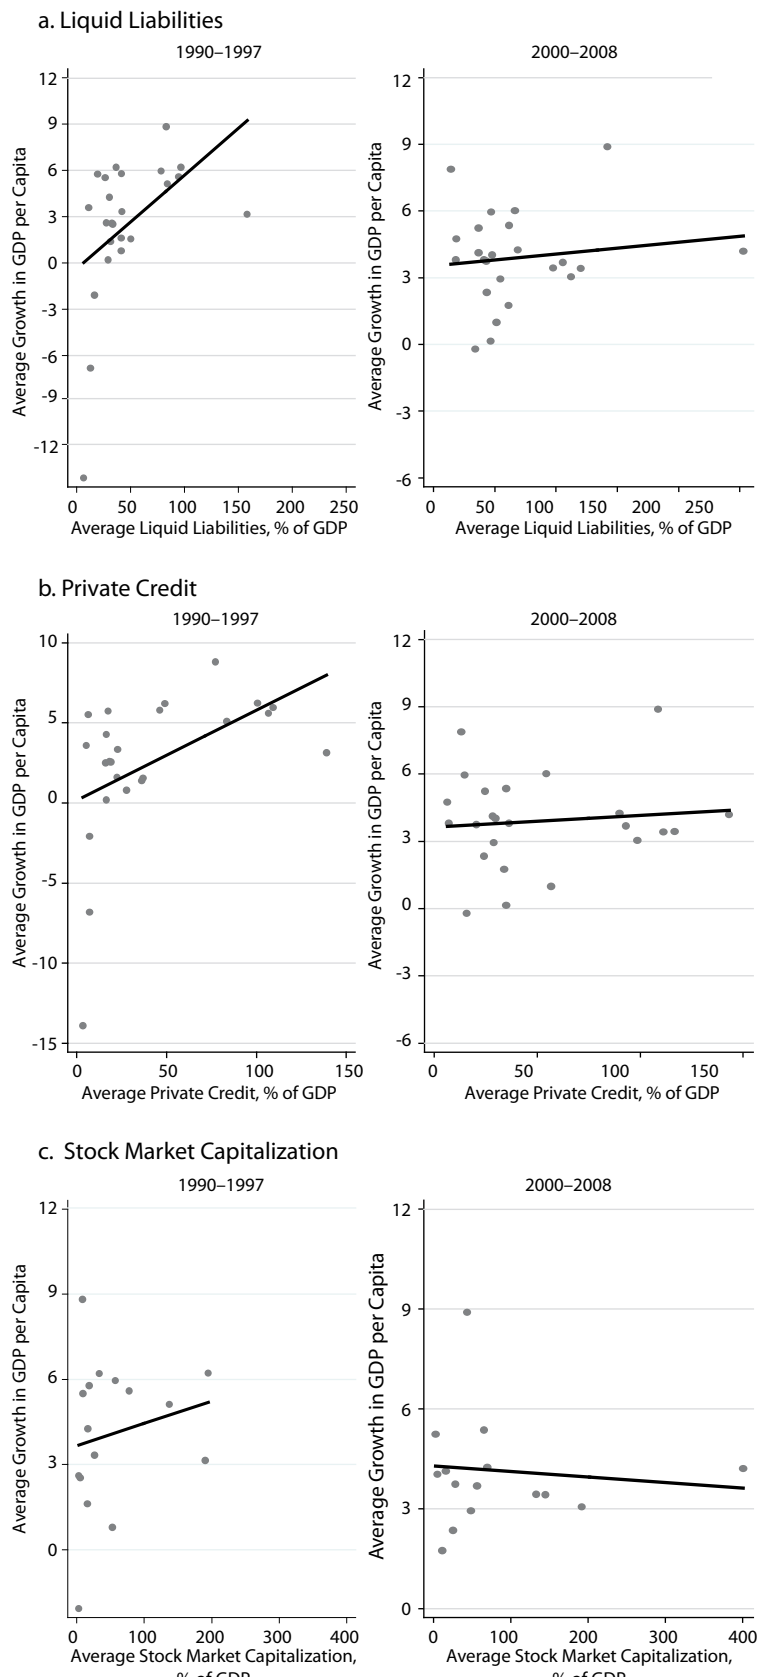 a. Liquid Liabilities
1990–1997
2000–2008
12
9
6
3
0
-3
-6
-9
-12
Average Growth in GDP per Capita
0 50 100 150 200 250
Average Liquid Liabilities, % of GDP
12
9
6
3
0
-3
-6
Average Growth in GDP per Capita
0 50 100 150 200 250
Average Liquid Liabilities, % of GDP
b. Private Credit
1990–1997
2000–2008
10
5
0
-5
-10
-15
Average Growth in GDP per Capita
0 50 100 150
Average Private Credit, % of GDP
12
9
6
3
0
-3
-6
Average Growth in GDP per Capita
0 50 100 150
Average Private Credit, % of GDP
c. Stock Market Capitalization
1990–1997
2000–2008
12
9
6
3
0
Average Growth in GDP per Capita
0 100 200 300 400
Average Stock Market Capitalization,
% of GDP
12
9
6
3
0
Average Growth in GDP per Capita
0 100 200 300 400
Average Stock Market Capitalization,
% of GDP